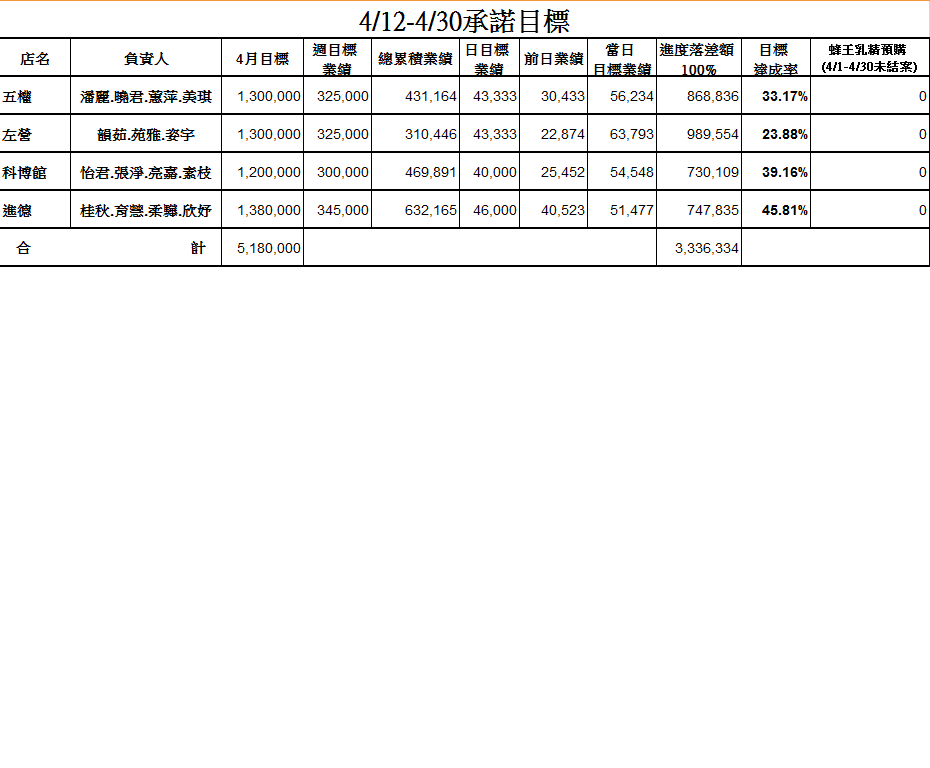 4/12-4/30承諾目標
店名 負責人 4月目標 週目標業績 總累積業績 日目標業績 前日業績 當日目標業績 進度落差額100% 目標達成率 蜂王乳精預購(4/1-4/30未結案)
五權 潘麗.曉君.蕙萍.美琪 1,300,000 325,000 431,164 43,333 30,433 56,234 868,836 33.17% 0
左營 韻茹.苑雅.姿宇 1,300,000 325,000 310,446 43,333 22,874 63,793 989,554 23.88% 0
科博館 怡君.張淨.亮嘉.素枝 1,200,000 300,000 469,891 40,000 25,452 54,548 730,109 39.16% 0
進德 桂秋.育慧.柔驊.欣妤 1,380,000 345,000 632,165 46,000 40,523 51,477 747,835 45.81% 0
合 計 5,180,000 3,336,334